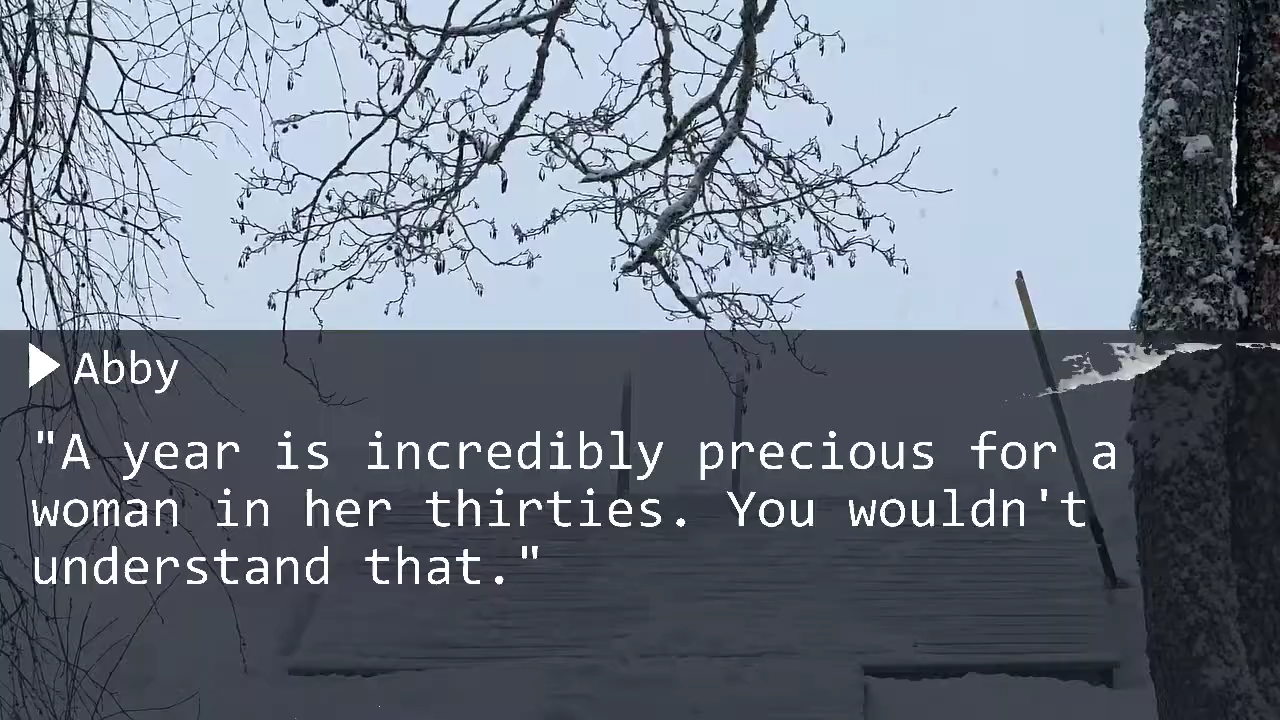 Abby
"A year is incredibly precious for a
woman in her thirties. You wouldn't
understand that."